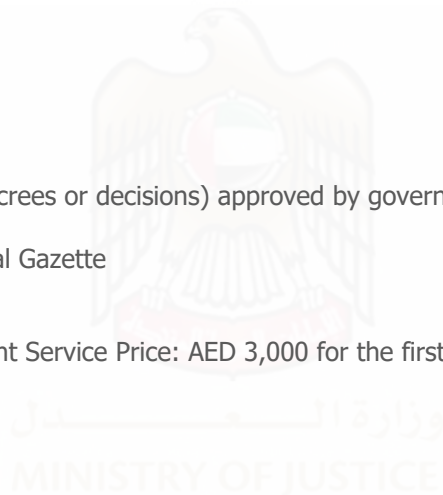 crees or decisions) approved by govern
al Gazette
nt Service Price: AED 3,000 for the first
وزارة العدل
MINISTRY OF JUSTICE